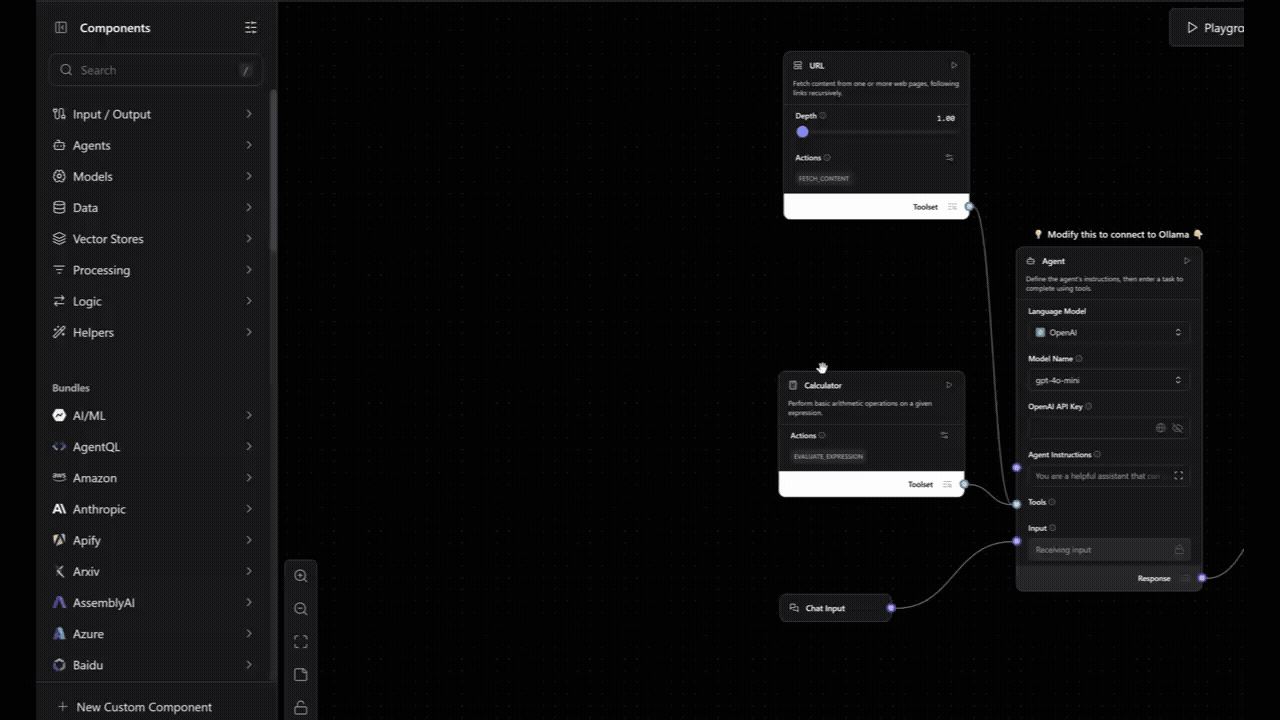 Components
Search
/
Input / Output
Agents
Models
Data
Vector Stores
Processing
Logic
Helpers
Bundles
AI/ML
AgentQL
Amazon
Anthropic
Apify
Arxiv
AssemblyAI
Azure
Baidu
New Custom Component
Playgro
URL
Fetch content from one or more web pages, following
links recursively.
Depth
1.00
Actions
FETCH_CONTENT
Toolset
Calculator
Perform basic arithmetic operations on a given
expression.
Actions
EVALUATE_EXPRESSION
Toolset
Chat Input
Modify this to connect to Ollama
Agent
Define the agent's instructions, then enter a task to
complete using tools.
Language Model
OpenAI
Model Name
gpt-4o-mini
OpenAI API Key
Agent Instructions
You are a helpful assistant that can
Tools
Input
Receiving input
Response